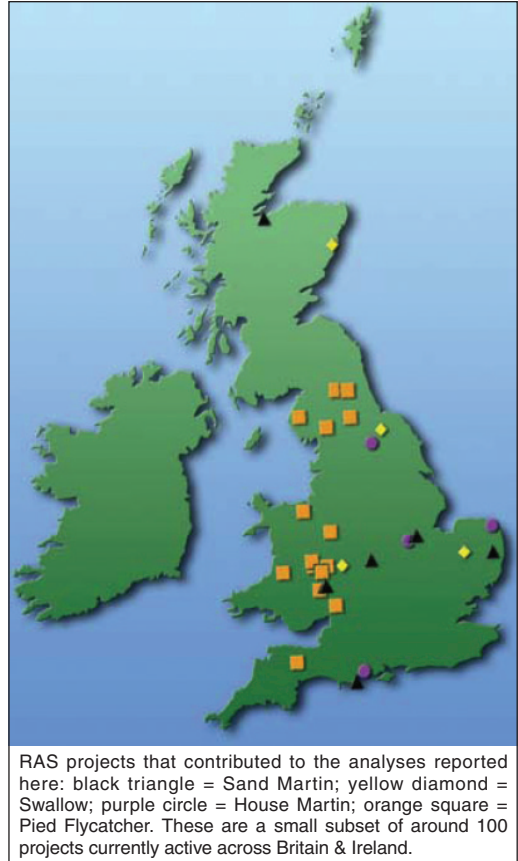 RAS projects that contributed to the analyses reported
here: black triangle = Sand Martin; yellow diamond =
Swallow; purple circle = House Martin; orange square =
Pied Flycatcher. These are a small subset of around 100
projects currently active across Britain & Ireland.